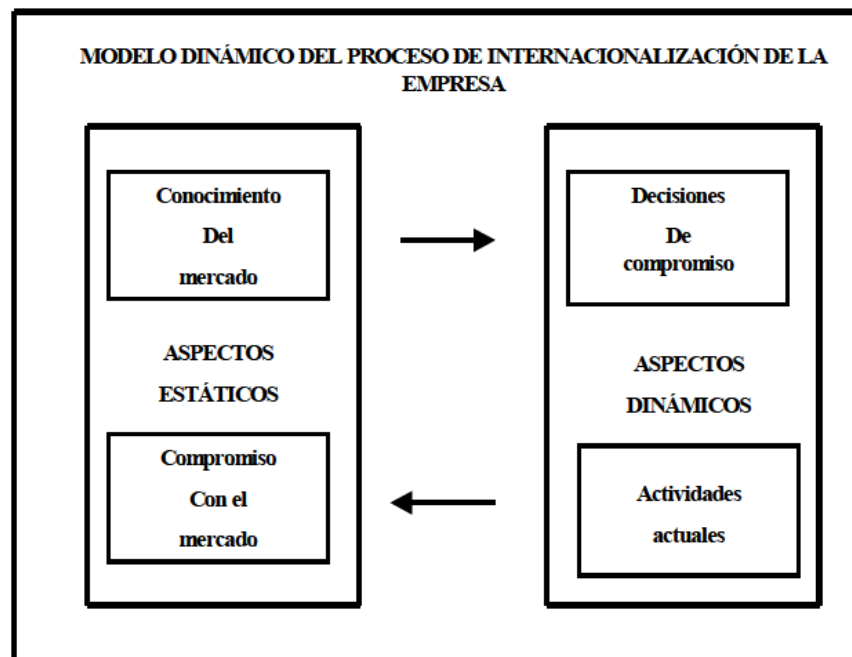 MODELO DINÁMICO DEL PROCESO DE INTERNACIONALIZACIÓN DE LA
EMPRESA
Conocimiento
Del
mercado
ASPECTOS
ESTÁTICOS
Compromiso
Con el
mercado
Decisiones
De
compromiso
ASPECTOS
DINÁMICOS
Actividades
actuales